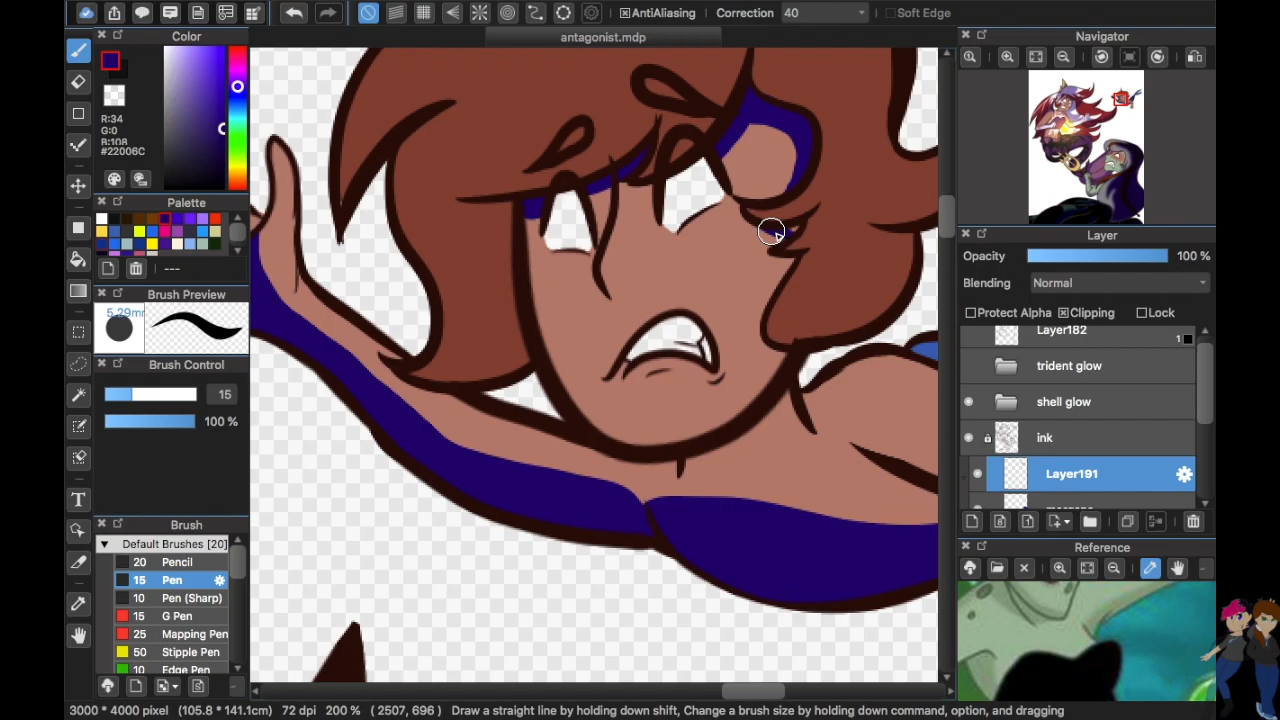 AntiAliasing Correction 40 Soft Edge
Color antagonist.mdp Navigator
R:34
G:0
B:108
#22006C
Palette
---
Layer
Opacity 100 %
Blending Normal
Protect Alpha Clipping Lock
Brush Preview
5.29mm
Layer182
1
trident glow
Brush Control
15
100 %
shell glow
ink
Layer191
T
Brush
Default Brushes [20]
20 Pencil
15 Pen
10 Pen (Sharp)
15 G Pen
25 Mapping Pen
50 Stipple Pen
10 Edge Pen
Reference
3000 * 4000 pixel (105.8 * 141.1cm) 72 dpi 200 % ( 2507, 696 ) Draw a straight line by holding down shift, Change a brush size by holding down command, option, and dragging